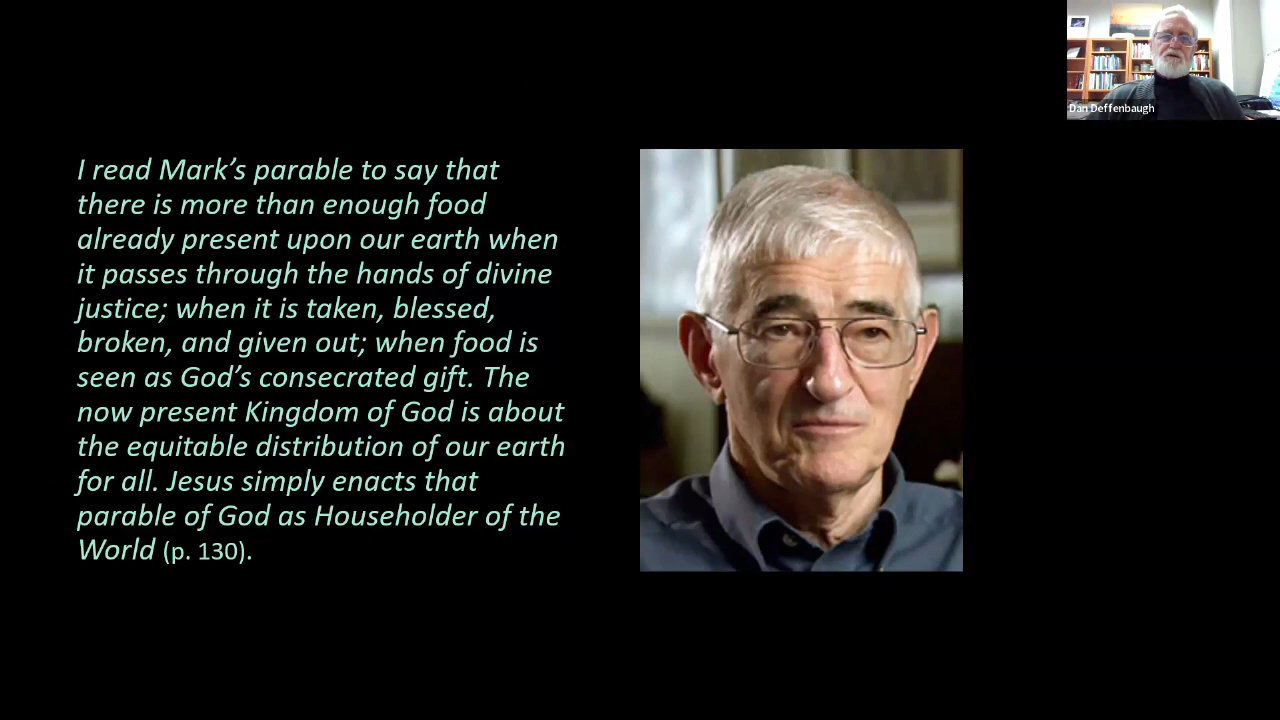 Dan Deffenbaugh
I read Mark’s parable to say that
there is more than enough food
already present upon our earth when
it passes through the hands of divine
justice; when it is taken, blessed,
broken, and given out; when food is
seen as God’s consecrated gift. The
now present Kingdom of God is about
the equitable distribution of our earth
for all. Jesus simply enacts that
parable of God as Householder of the
World (p. 130).